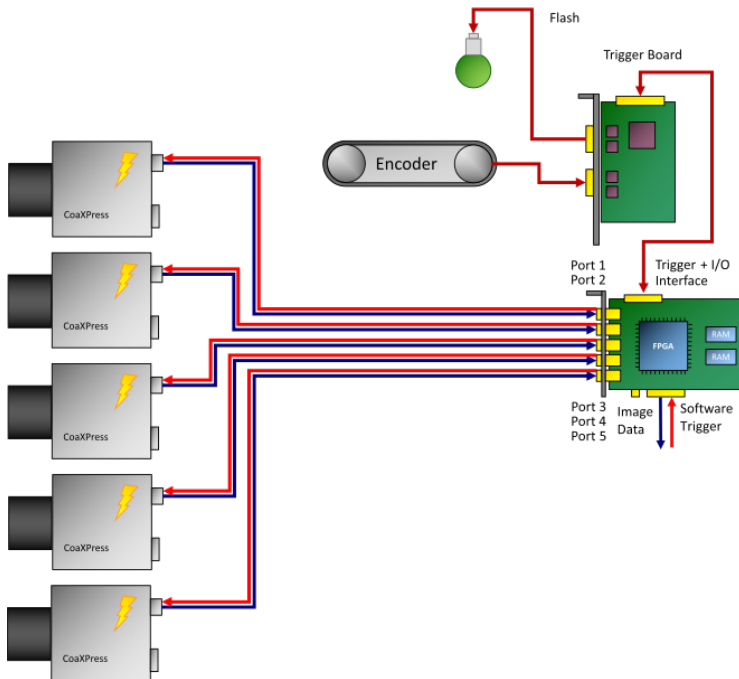 Flash
Trigger Board
Encoder
CoaXPress
Port 1
Port 2
Trigger + I/O
Interface
CoaXPress
FPGA
RAM
RAM
CoaXPress
Port 3
Port 4
Port 5
Image
Data
Software
Trigger
CoaXPress
CoaXPress